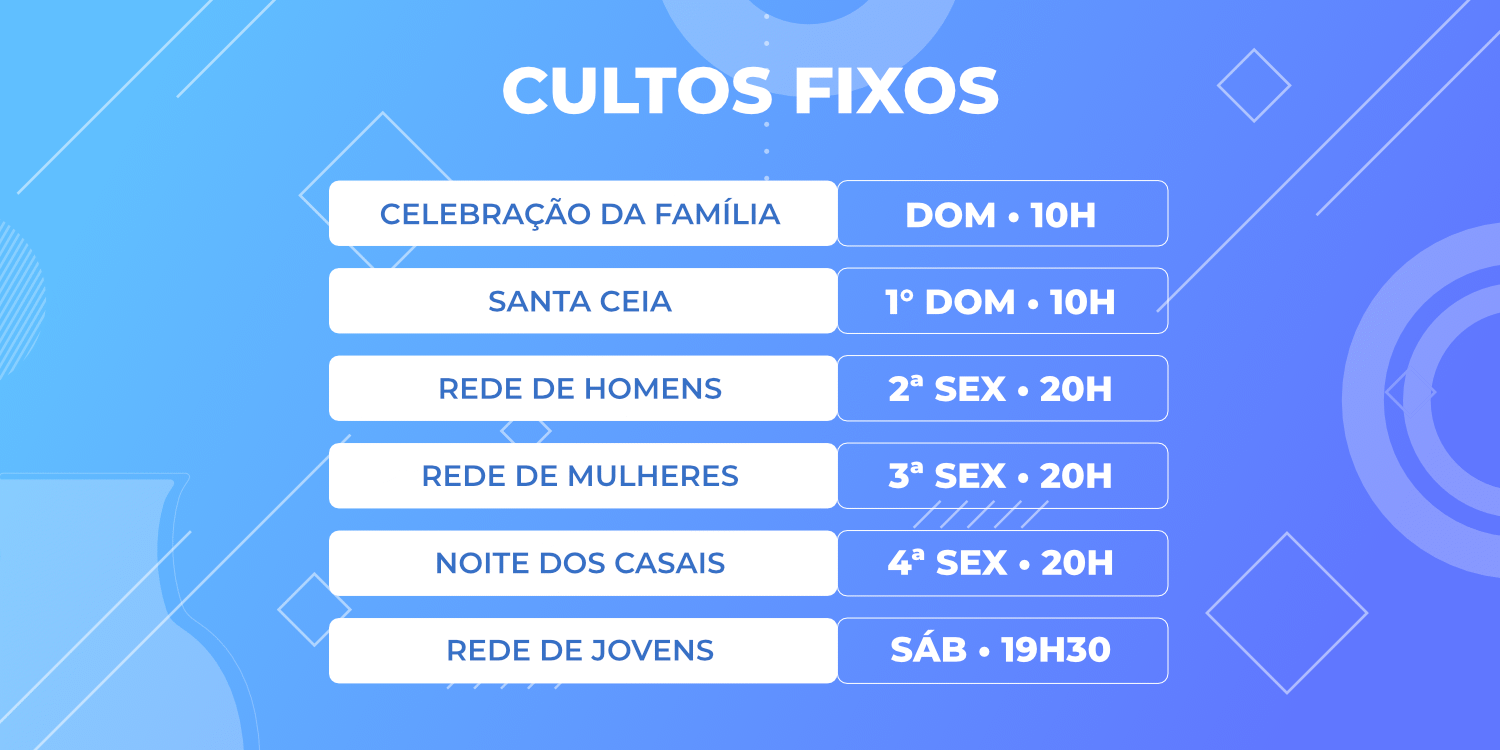 CULTOS FIXOS
CELEBRAÇÃO DA FAMÍLIA DOM • 10H
SANTA CEIA 1º DOM • 10H
REDE DE HOMENS 2ª SEX • 20H
REDE DE MULHERES 3ª SEX • 20H
NOITE DOS CASAIS 4ª SEX • 20H
REDE DE JOVENS SÁB • 19H30